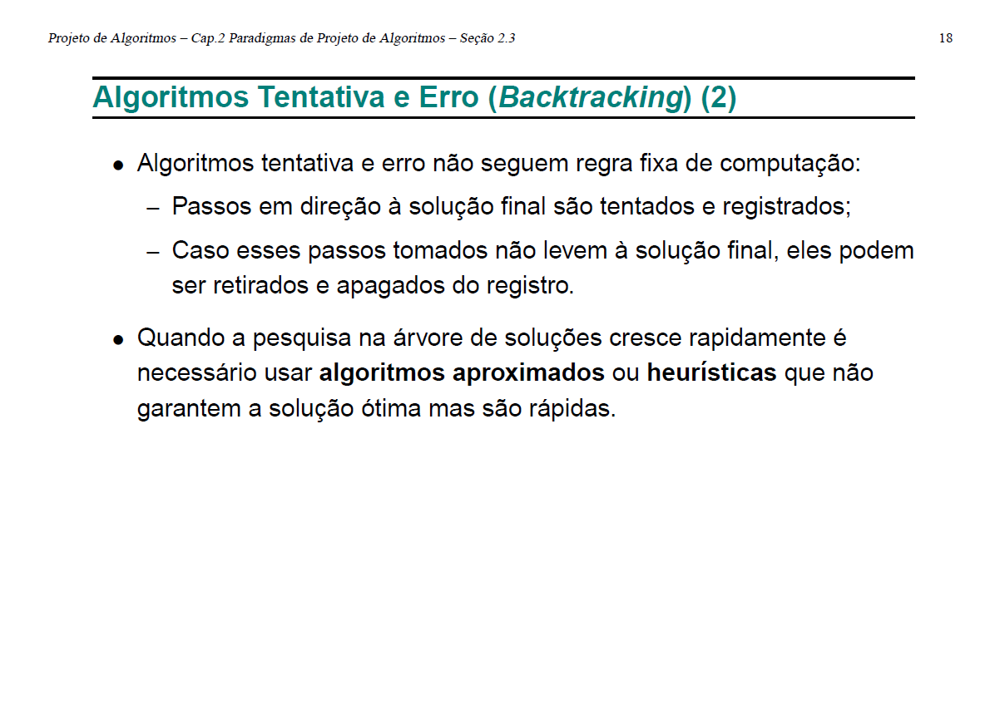 Projeto de Algoritmos – Cap.2 Paradigmas de Projeto de Algoritmos – Seção 2.3 18
Algoritmos Tentativa e Erro (Backtracking) (2)
• Algoritmos tentativa e erro não seguem regra fixa de computação:
– Passos em direção à solução final são tentados e registrados;
– Caso esses passos tomados não levem à solução final, eles podem
ser retirados e apagados do registro.
• Quando a pesquisa na árvore de soluções cresce rapidamente é
necessário usar algoritmos aproximados ou heurísticas que não
garantem a solução ótima mas são rápidas.